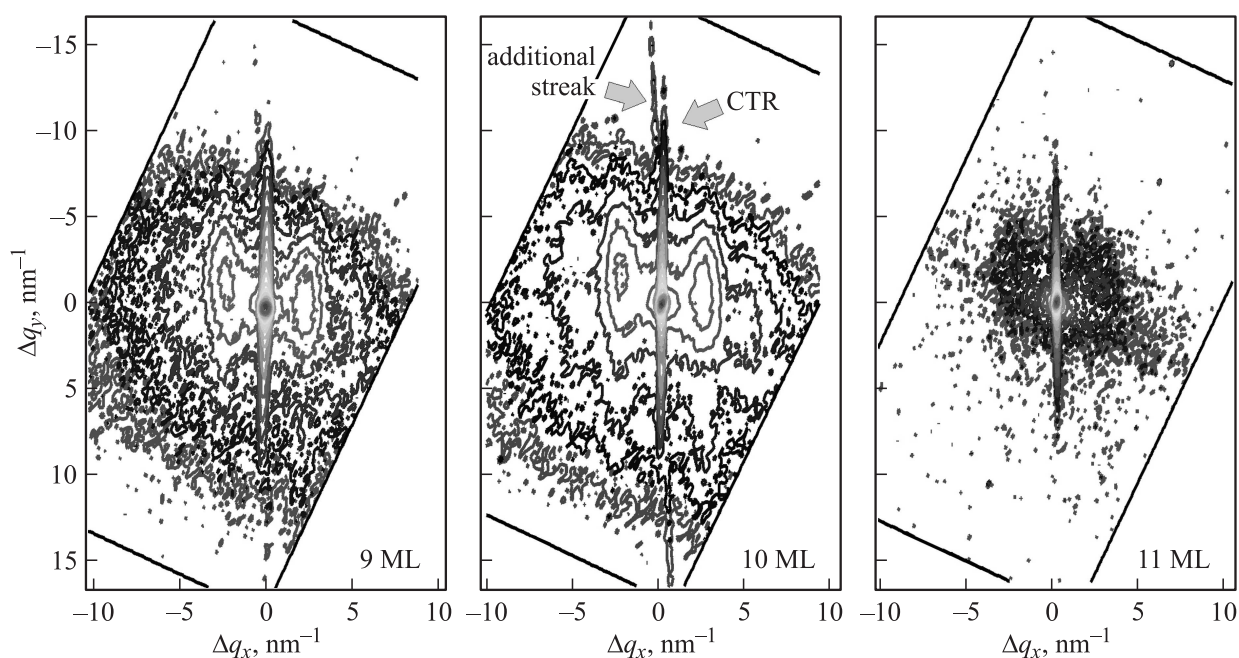 –15
–10
–5
0
5
10
15
Δq_y, nm⁻¹
9 ML
–10 –5 0 5 10
Δq_x, nm⁻¹
additional
streak
CTR
10 ML
–10 –5 0 5 10
Δq_x, nm⁻¹
11 ML
–10 –5 0 5 10
Δq_x, nm⁻¹